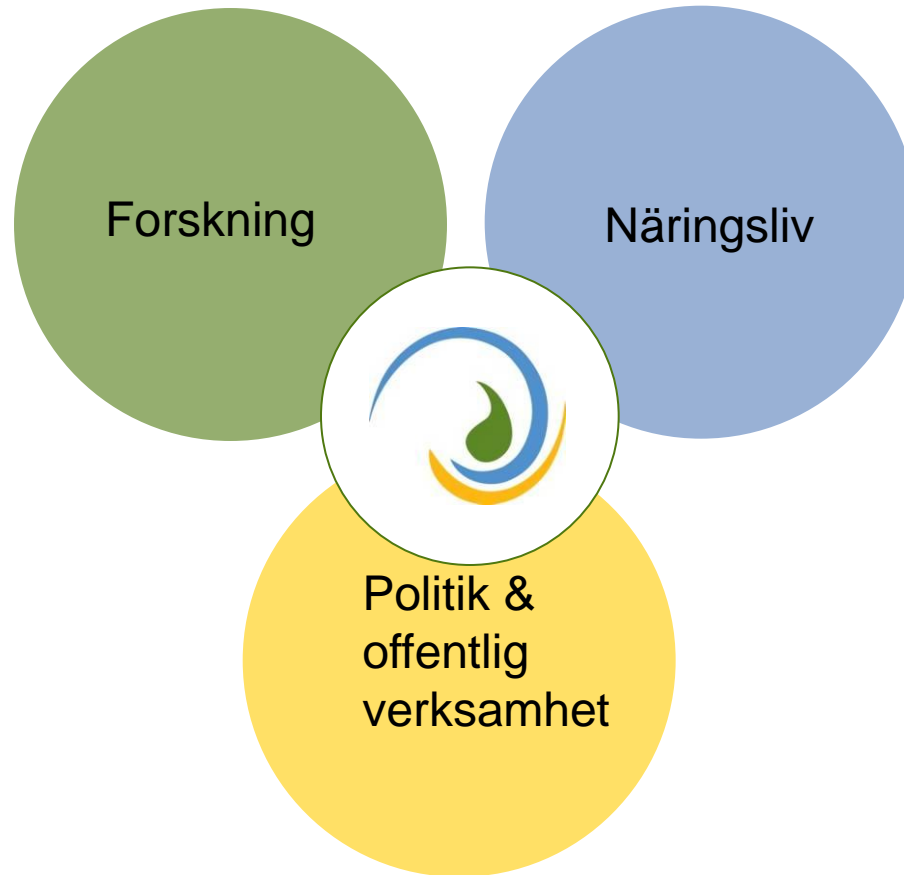 Forskning
Näringsliv
Politik &
offentlig
verksamhet